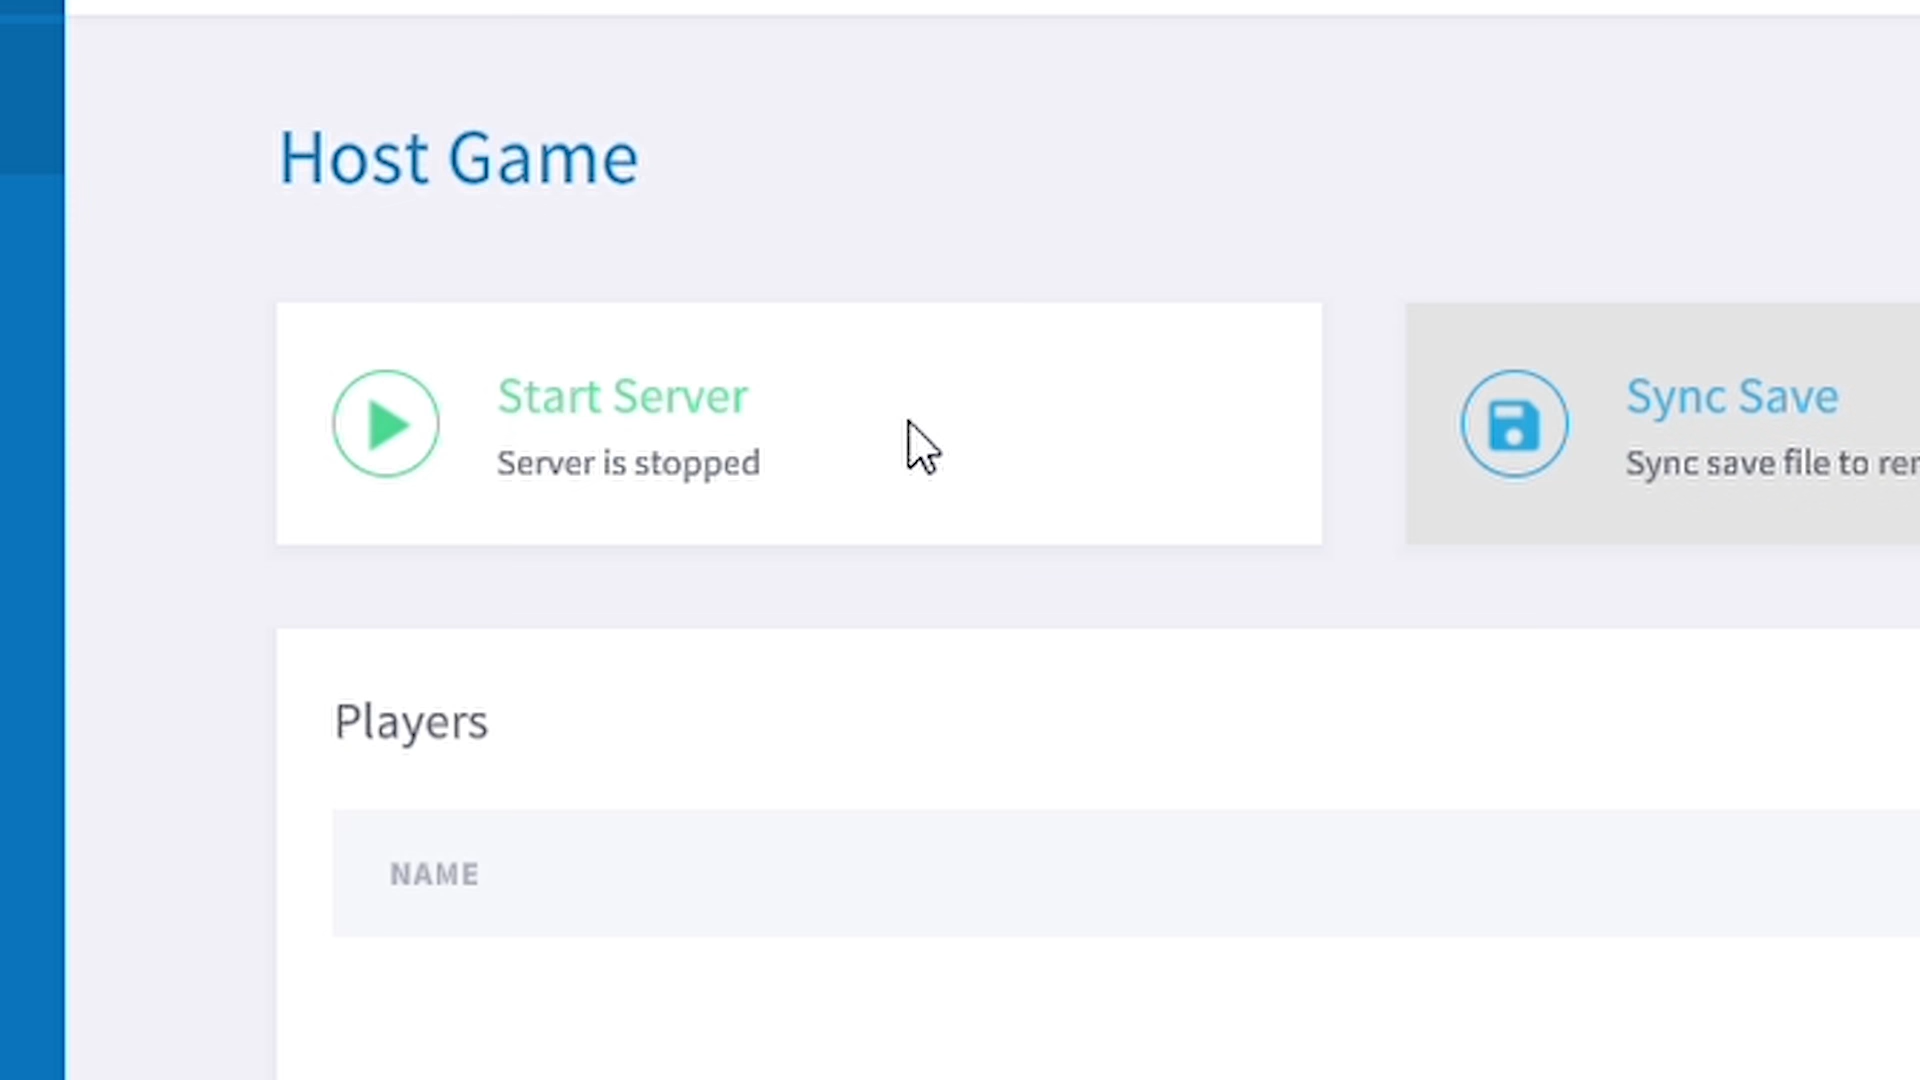 Host Game
Start Server
Server is stopped
Sync Save
Sync save file to
Players
NAME